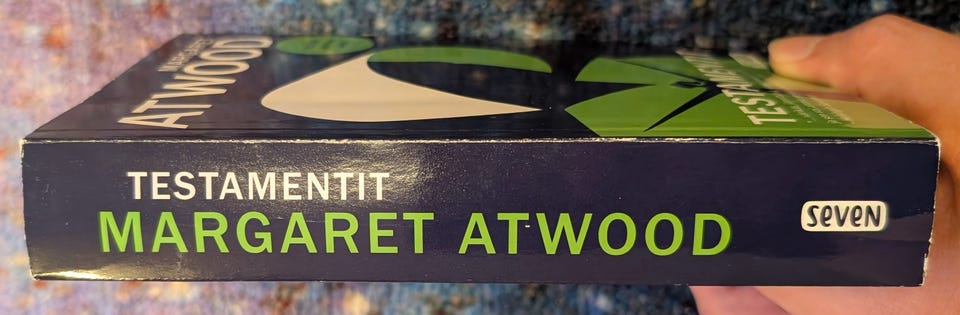 TESTAMENTIT
MARGARET ATWOOD
seven
ATWOOD